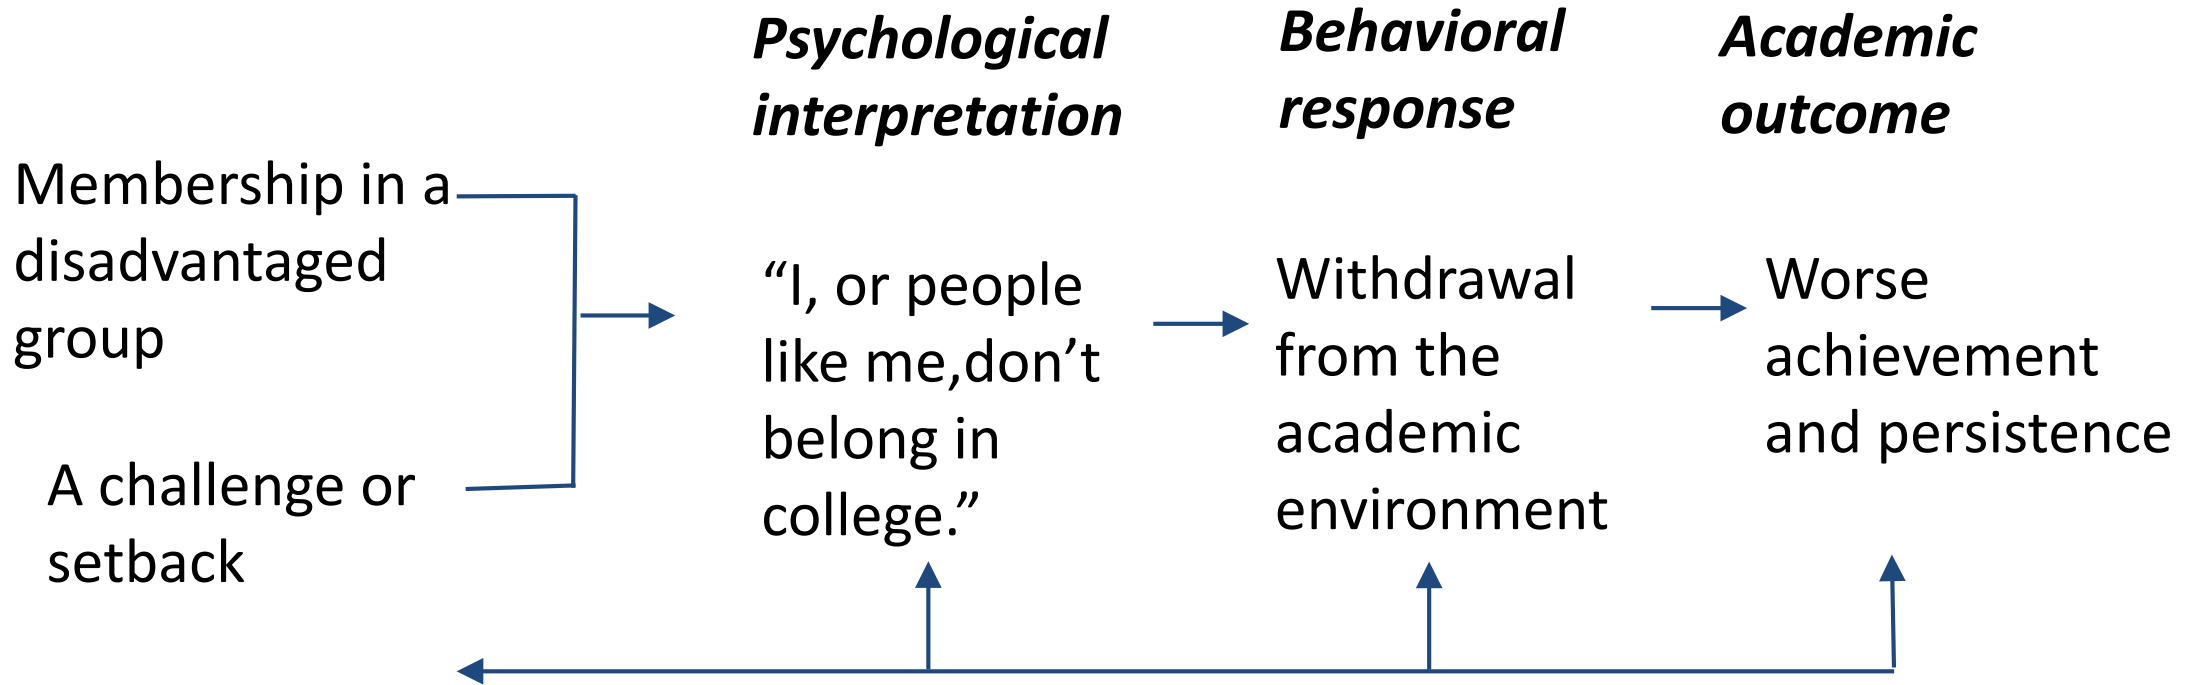 Psychological
interpretation
Behavioral
response
Academic
outcome
Membership in a
disadvantaged
group
A challenge or
setback
“I, or people
like me,don’t
belong in
college.”
Withdrawal
from the
academic
environment
Worse
achievement
and persistence